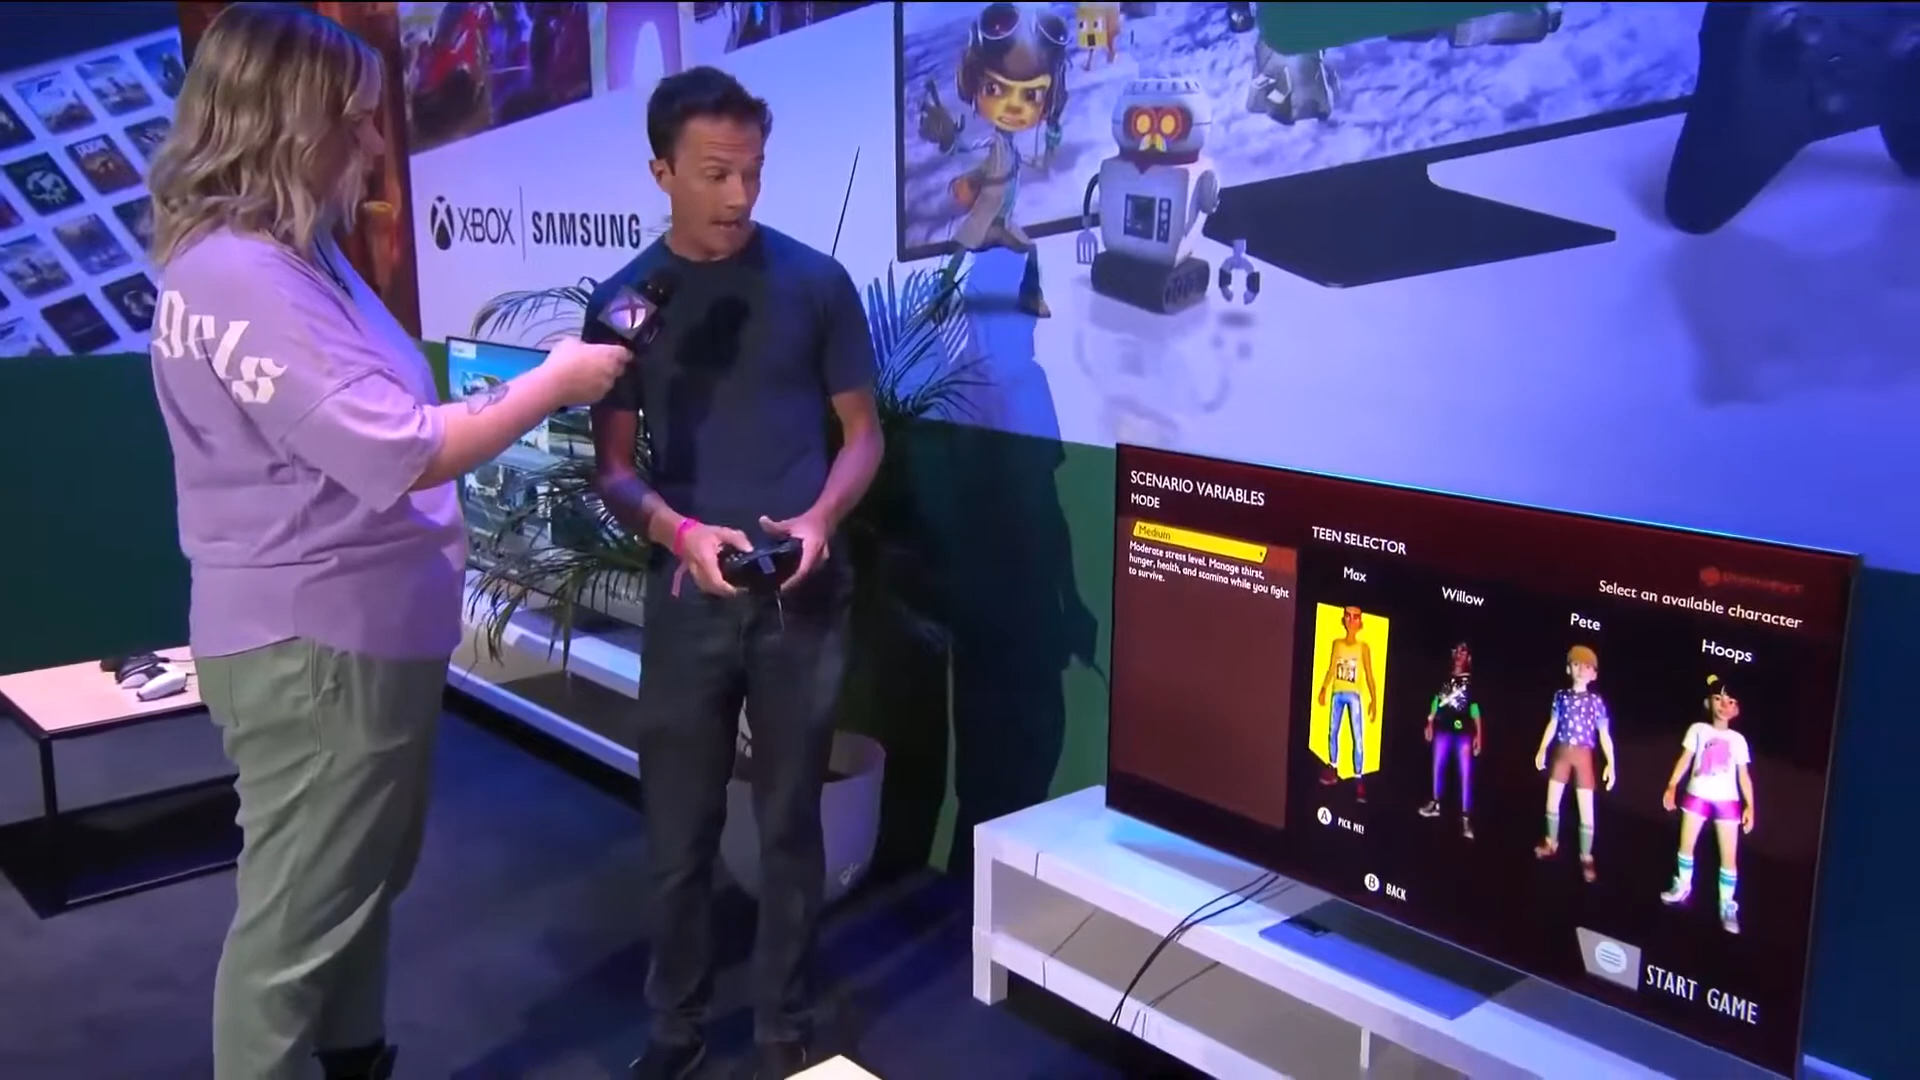 Dels
XBOX | SAMSUNG
SCENARIO VARIABLES
MODE
Medium
Moderate stress level. Manage thirst,
hunger, health, and stamina while you fight
to survive.
TEEN SELECTOR
Select an available character
Max
Willow
Pete
Hoops
A PICK ME!
B BACK
START GAME